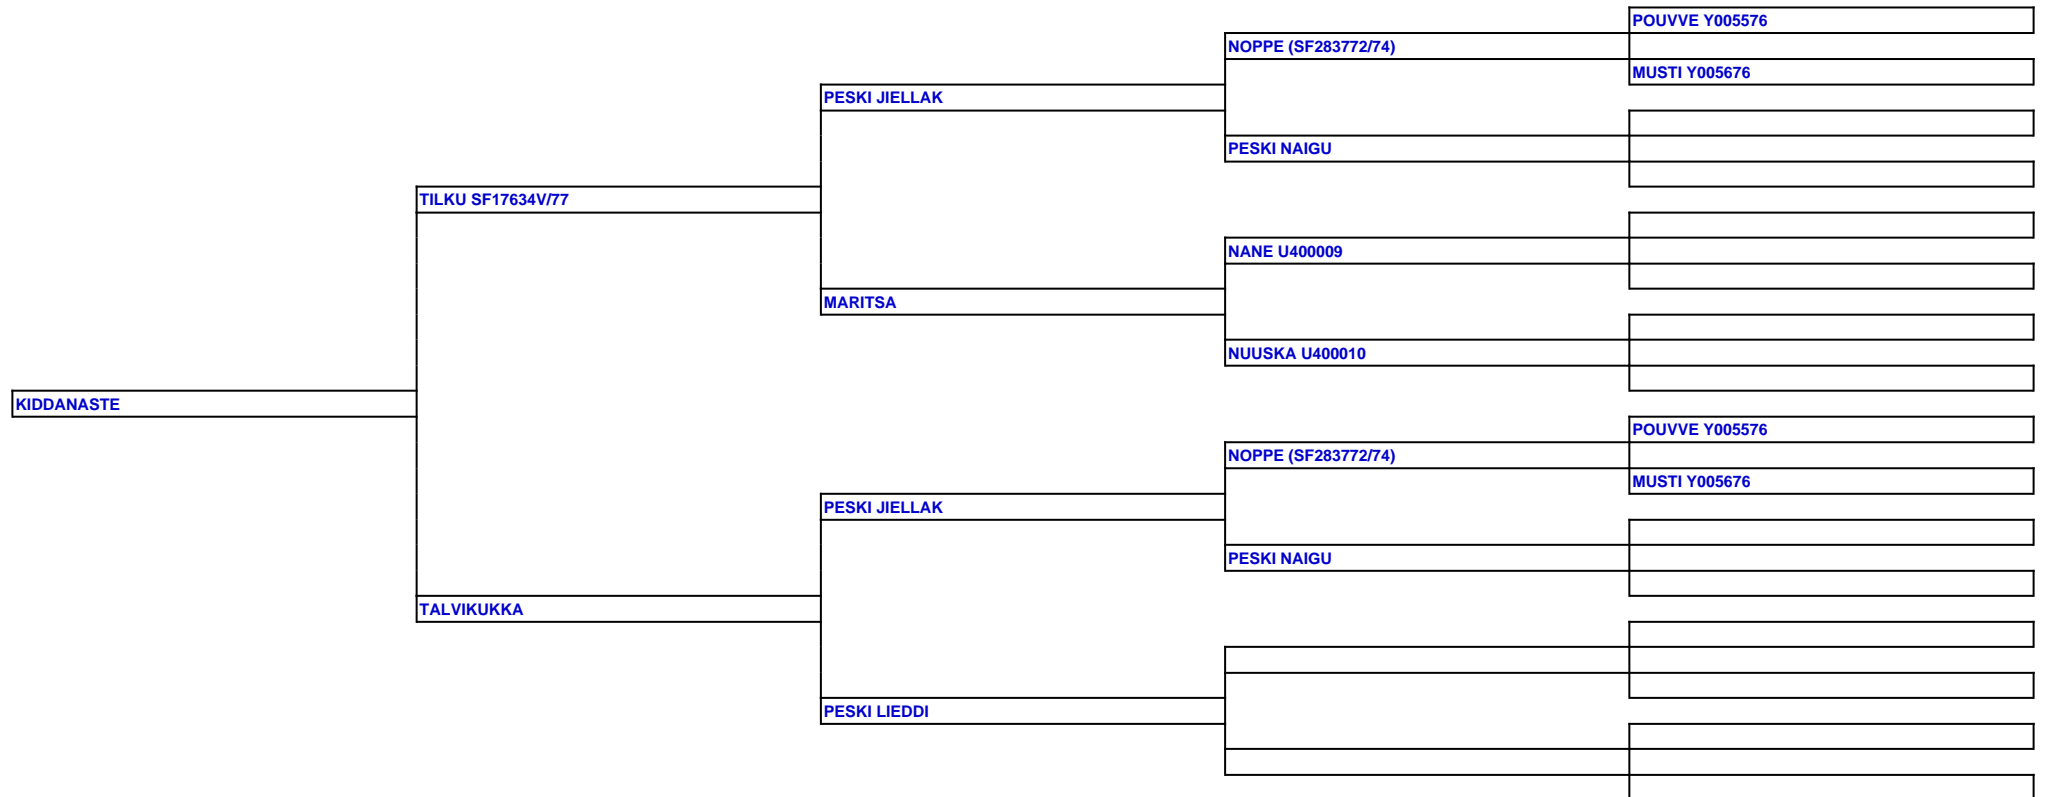 POUVVE Y005576
NOPPE (SF283772/74)
MUSTI Y005676
PESKI JIELLAK
PESKI NAIGU
TILKU SF17634V/77
NANE U400009
MARITSA
NUUSKA U400010
KIDDANASTE
POUVVE Y005576
NOPPE (SF283772/74)
MUSTI Y005676
PESKI JIELLAK
PESKI NAIGU
TALVIKUKKA
PESKI LIEDDI